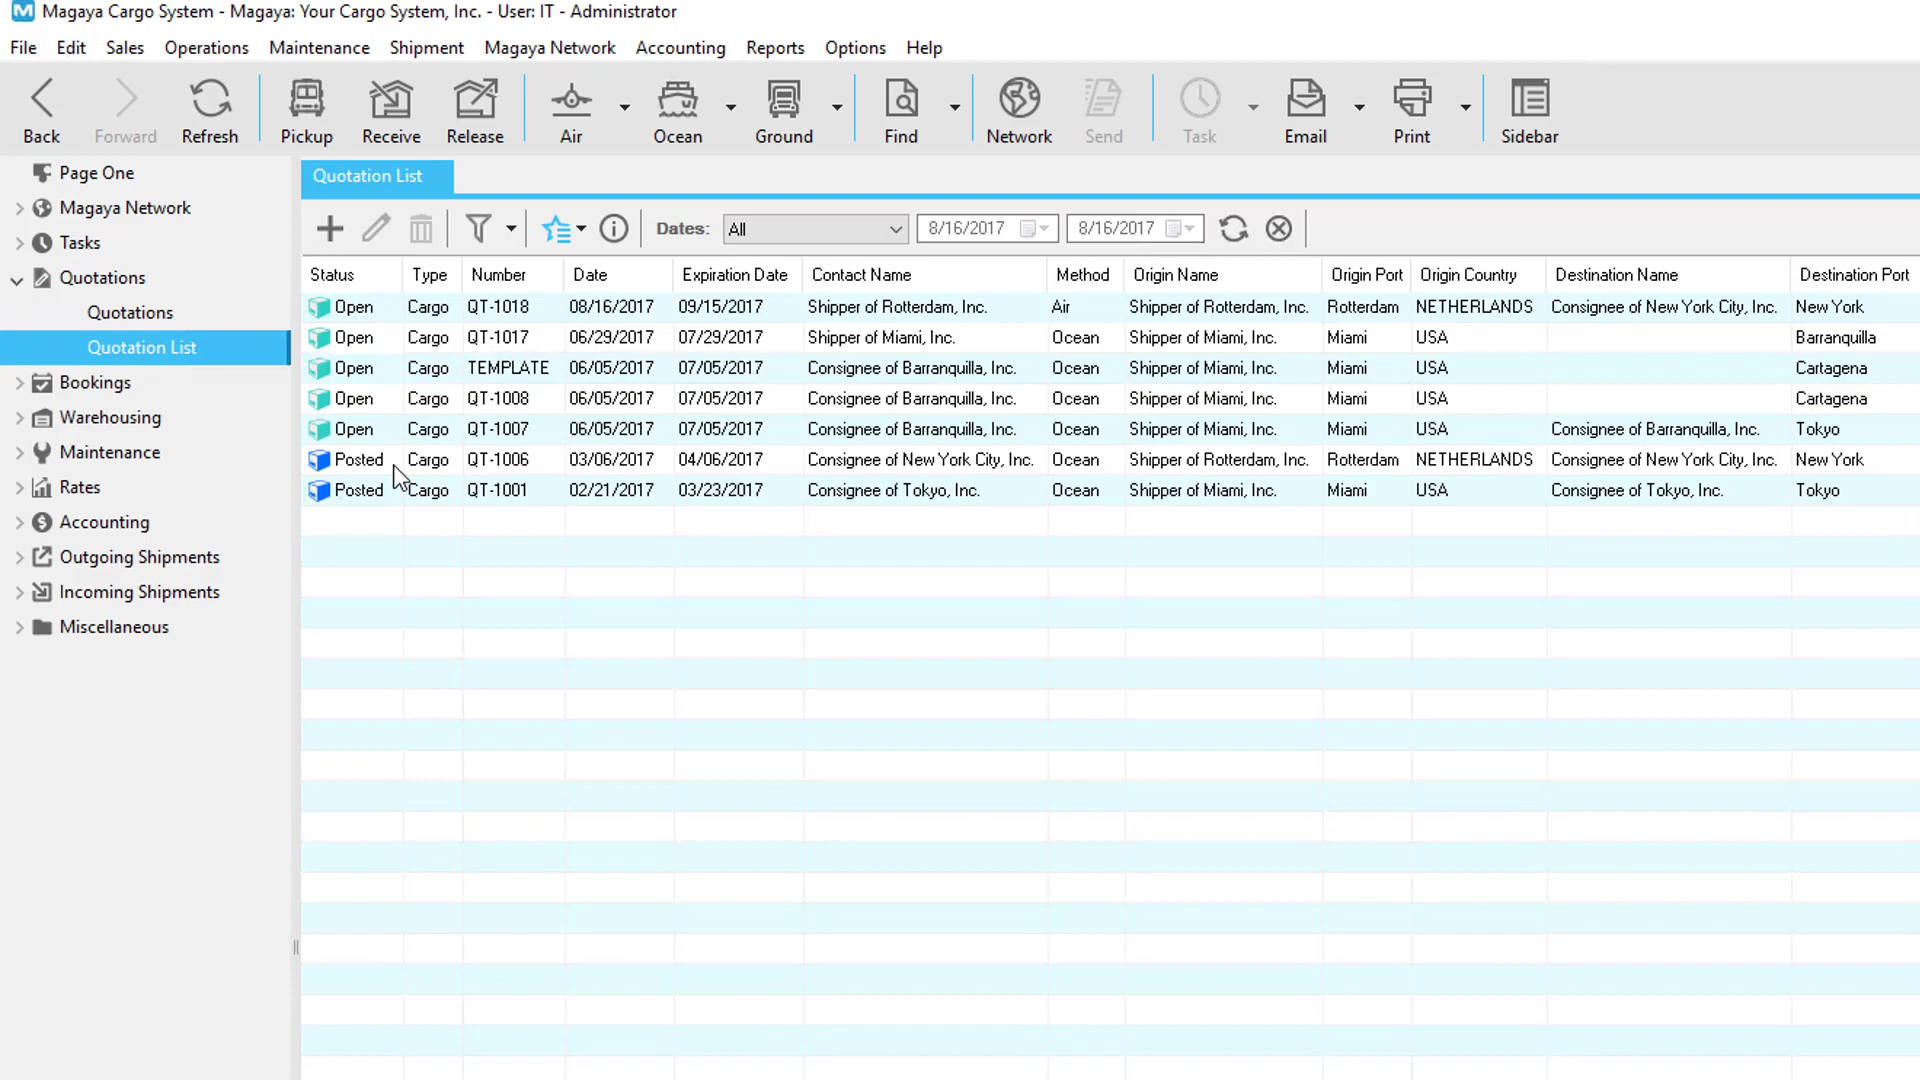 Magaya Cargo System - Magaya: Your Cargo System, Inc. - User: IT - Administrator
File Edit Sales Operations Maintenance Shipment Magaya Network Accounting Reports Options Help
Back Forward Refresh Pickup Receive Release Air Ocean Ground Find Network Send Task Email Print Sidebar
Page One
Magaya Network
Tasks
Quotations
Quotations
Quotation List
Bookings
Warehousing
Maintenance
Rates
Accounting
Outgoing Shipments
Incoming Shipments
Miscellaneous
Quotation List
Dates: All 8/16/2017 8/16/2017
Status Type Number Date Expiration Date Contact Name Method Origin Name Origin Port Origin Country Destination Name Destination Port
Open Cargo QT-1018 08/16/2017 09/15/2017 Shipper of Rotterdam, Inc. Air Shipper of Rotterdam, Inc. Rotterdam NETHERLANDS Consignee of New York City, Inc. New York
Open Cargo QT-1017 06/29/2017 07/29/2017 Shipper of Miami, Inc. Ocean Shipper of Miami, Inc. Miami USA Barranquilla
Open Cargo TEMPLATE 06/05/2017 07/05/2017 Consignee of Barranquilla, Inc. Ocean Shipper of Miami, Inc. Miami USA Cartagena
Open Cargo QT-1008 06/05/2017 07/05/2017 Consignee of Barranquilla, Inc. Ocean Shipper of Miami, Inc. Miami USA Cartagena
Open Cargo QT-1007 06/05/2017 07/05/2017 Consignee of Barranquilla, Inc. Ocean Shipper of Miami, Inc. Miami USA Consignee of Barranquilla, Inc. Tokyo
Posted Cargo QT-1006 03/06/2017 04/06/2017 Consignee of New York City, Inc. Ocean Shipper of Rotterdam, Inc. Rotterdam NETHERLANDS Consignee of New York City, Inc. New York
Posted Cargo QT-1001 02/21/2017 03/23/2017 Consignee of Tokyo, Inc. Ocean Shipper of Miami, Inc. Miami USA Consignee of Tokyo, Inc. Tokyo